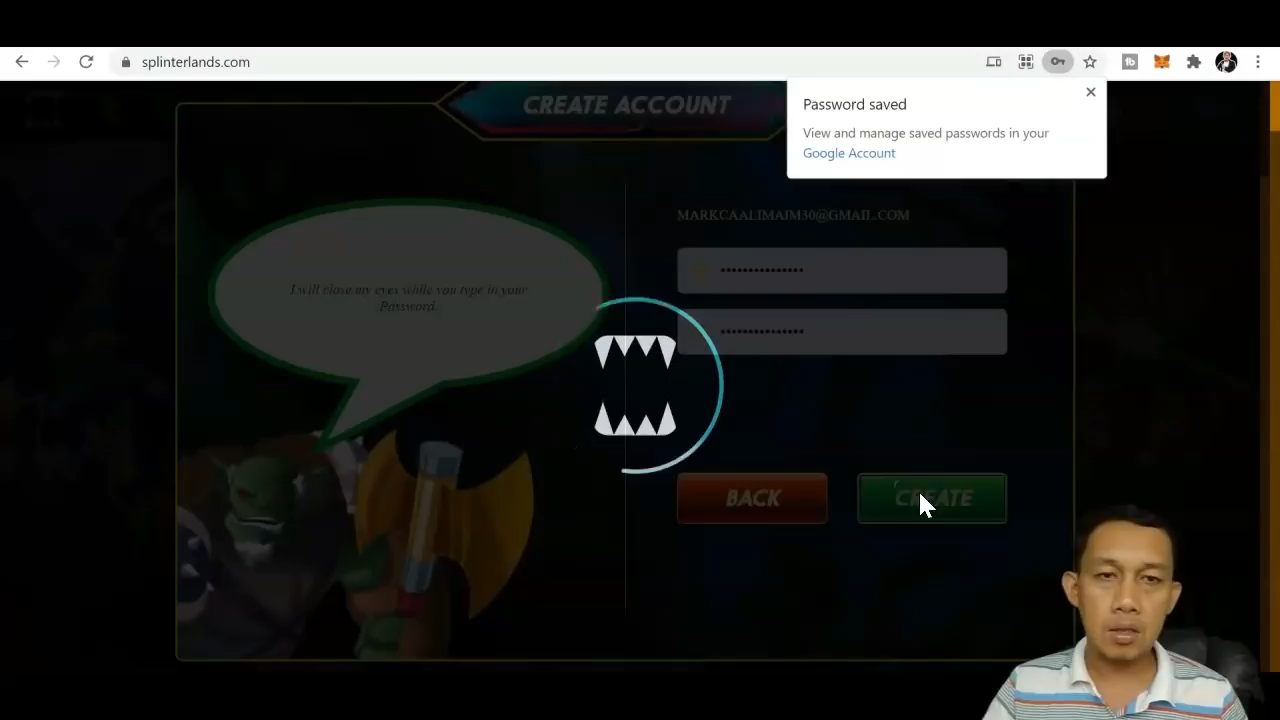 splinterlands.com
Password saved
View and manage saved passwords in your
Google Account
CREATE ACCOUNT
MARKCAALIMAIM30@GMAIL.COM
I will close my eyes while you type in your
Password.
BACK
CREATE